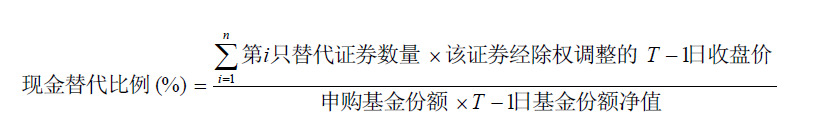 现金替代比例(%) = \frac{\sum_{i=1}^{n} 第i只替代证券数量 × 该证券经除权调整的 T－1日收盘价}{申购基金份额 × T－1日基金份额净值}